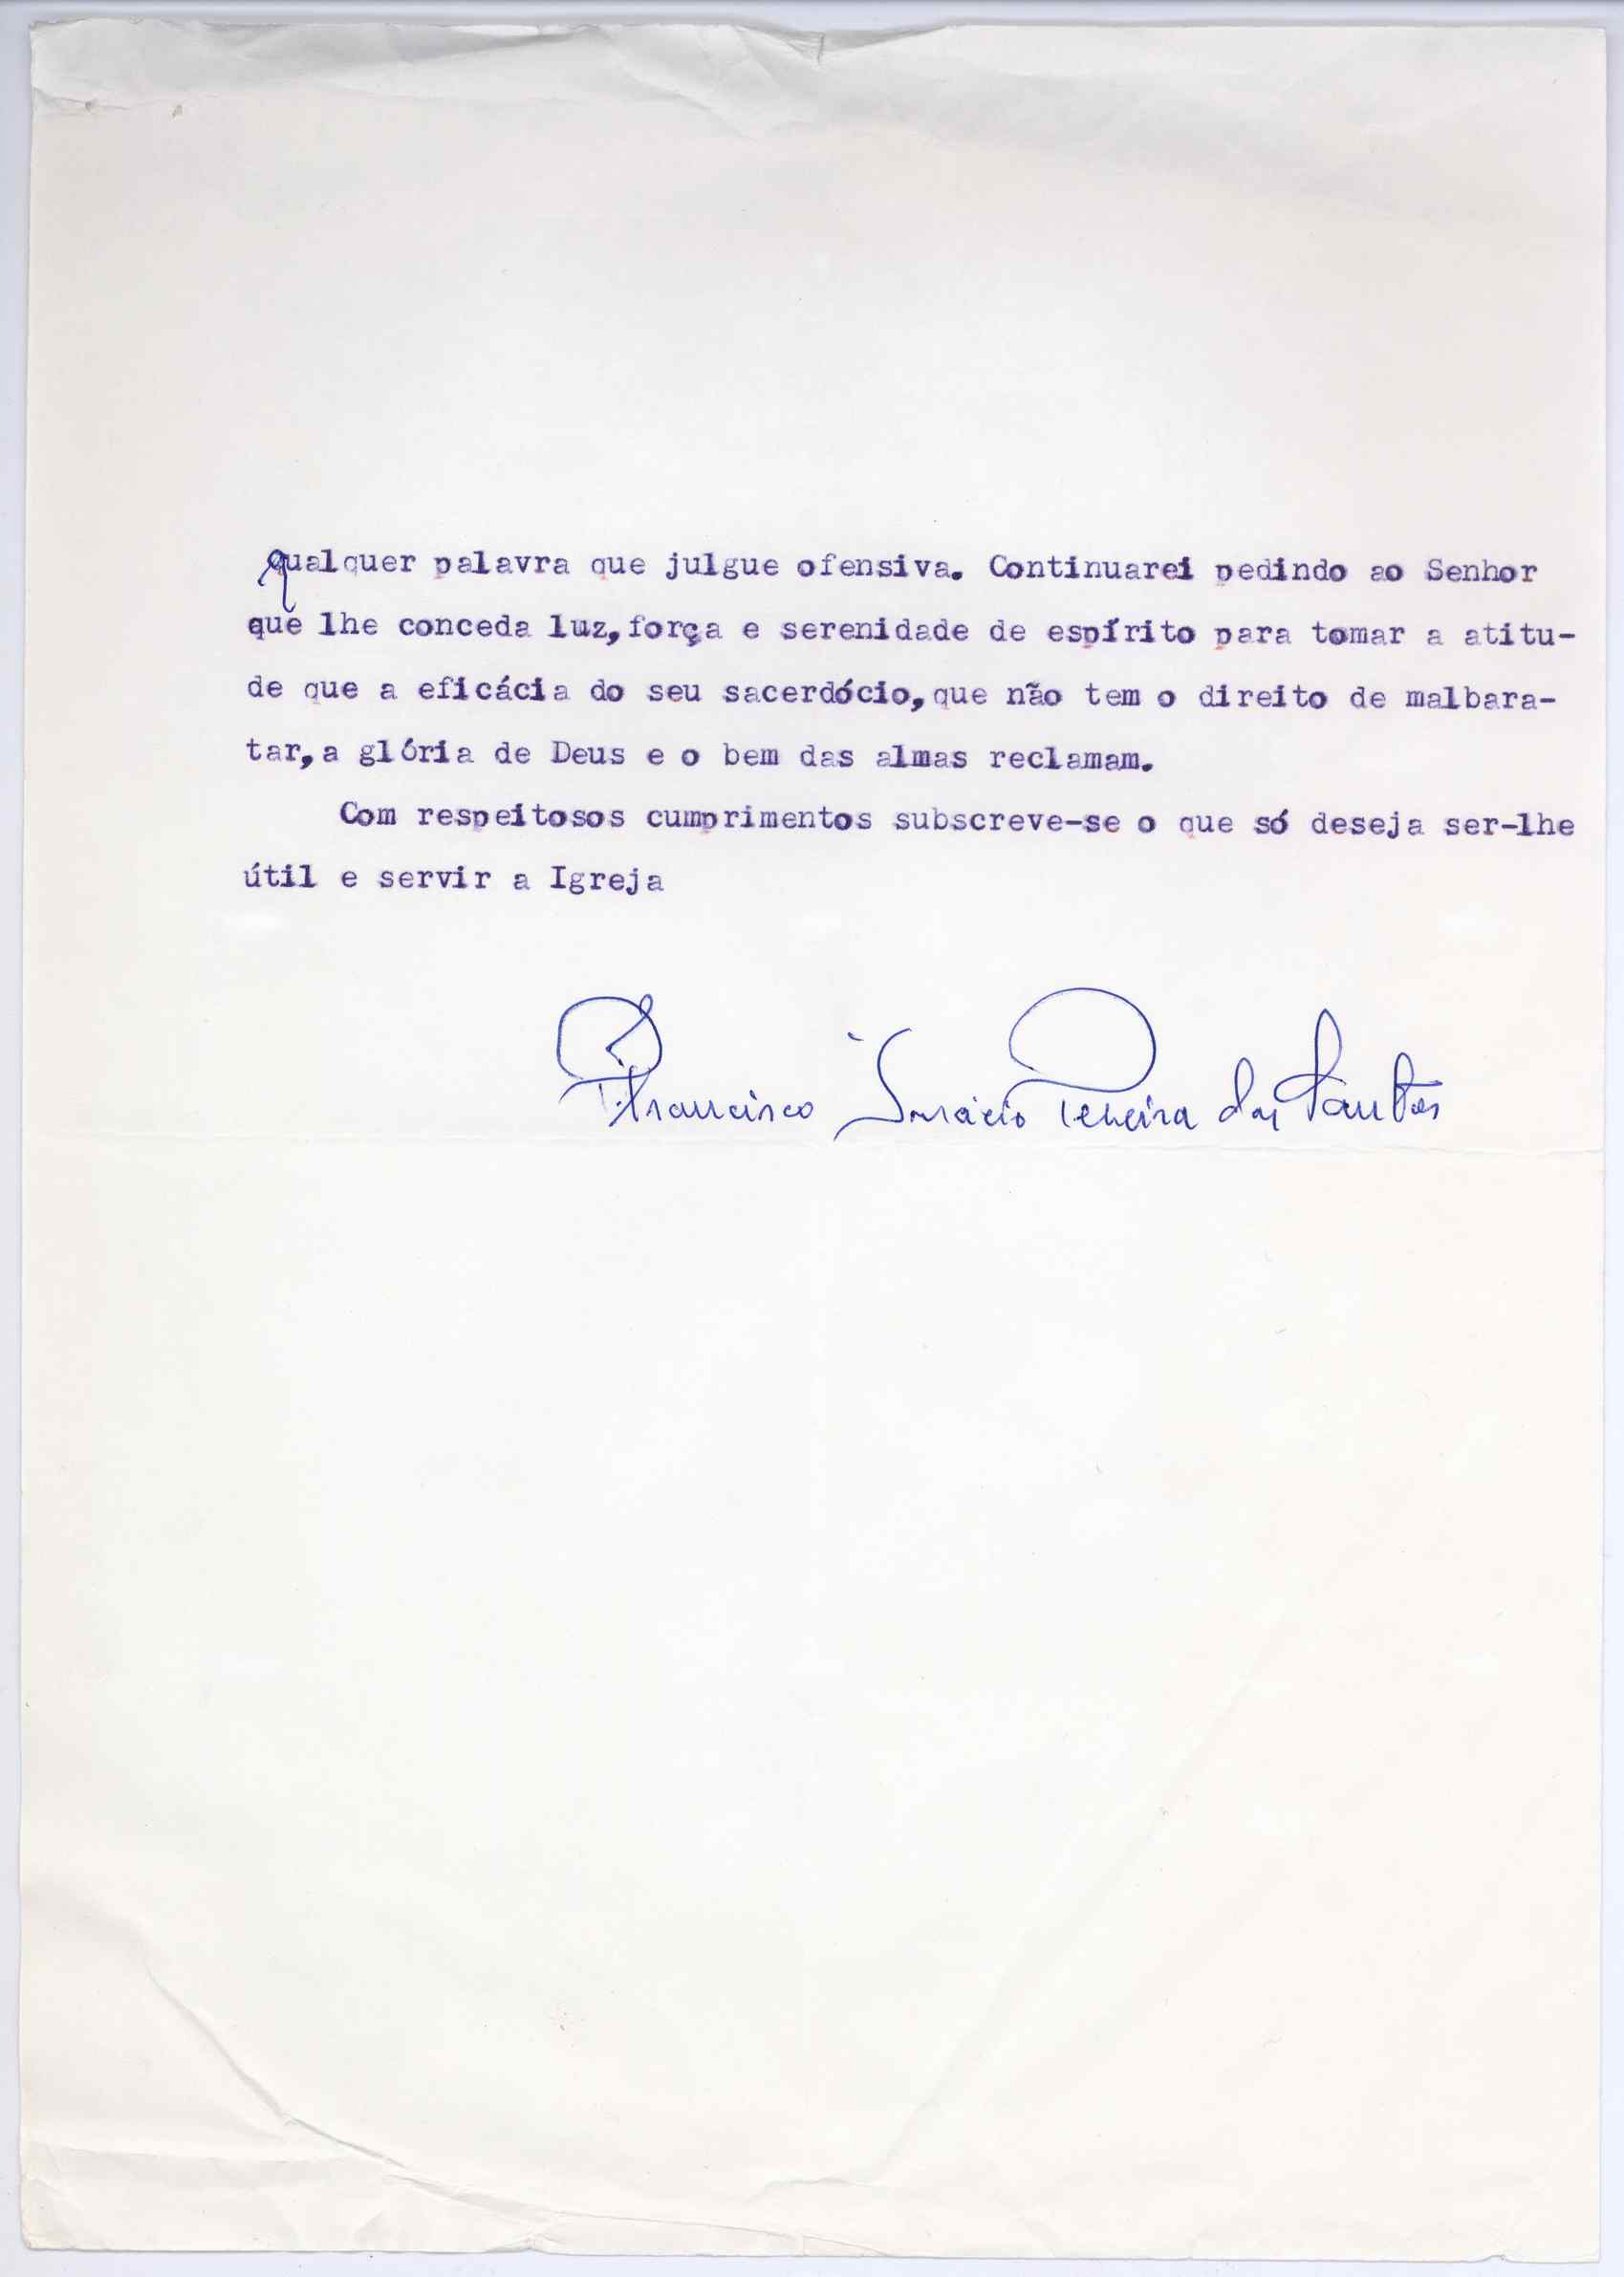 qualquer palavra que julgue ofensiva. Continuarei pedindo ao Senhor
que lhe conceda luz,força e serenidade de espírito para tomar a atitu-
de que a eficácia do seu sacerdócio,que não tem o direito de malbara-
tar,a glória de Deus e o bem das almas reclamam.
Com respeitosos cumprimentos subscreve-se o que só deseja ser-lhe
útil e servir a Igreja
Francisco Inácio Pereira dos Santos